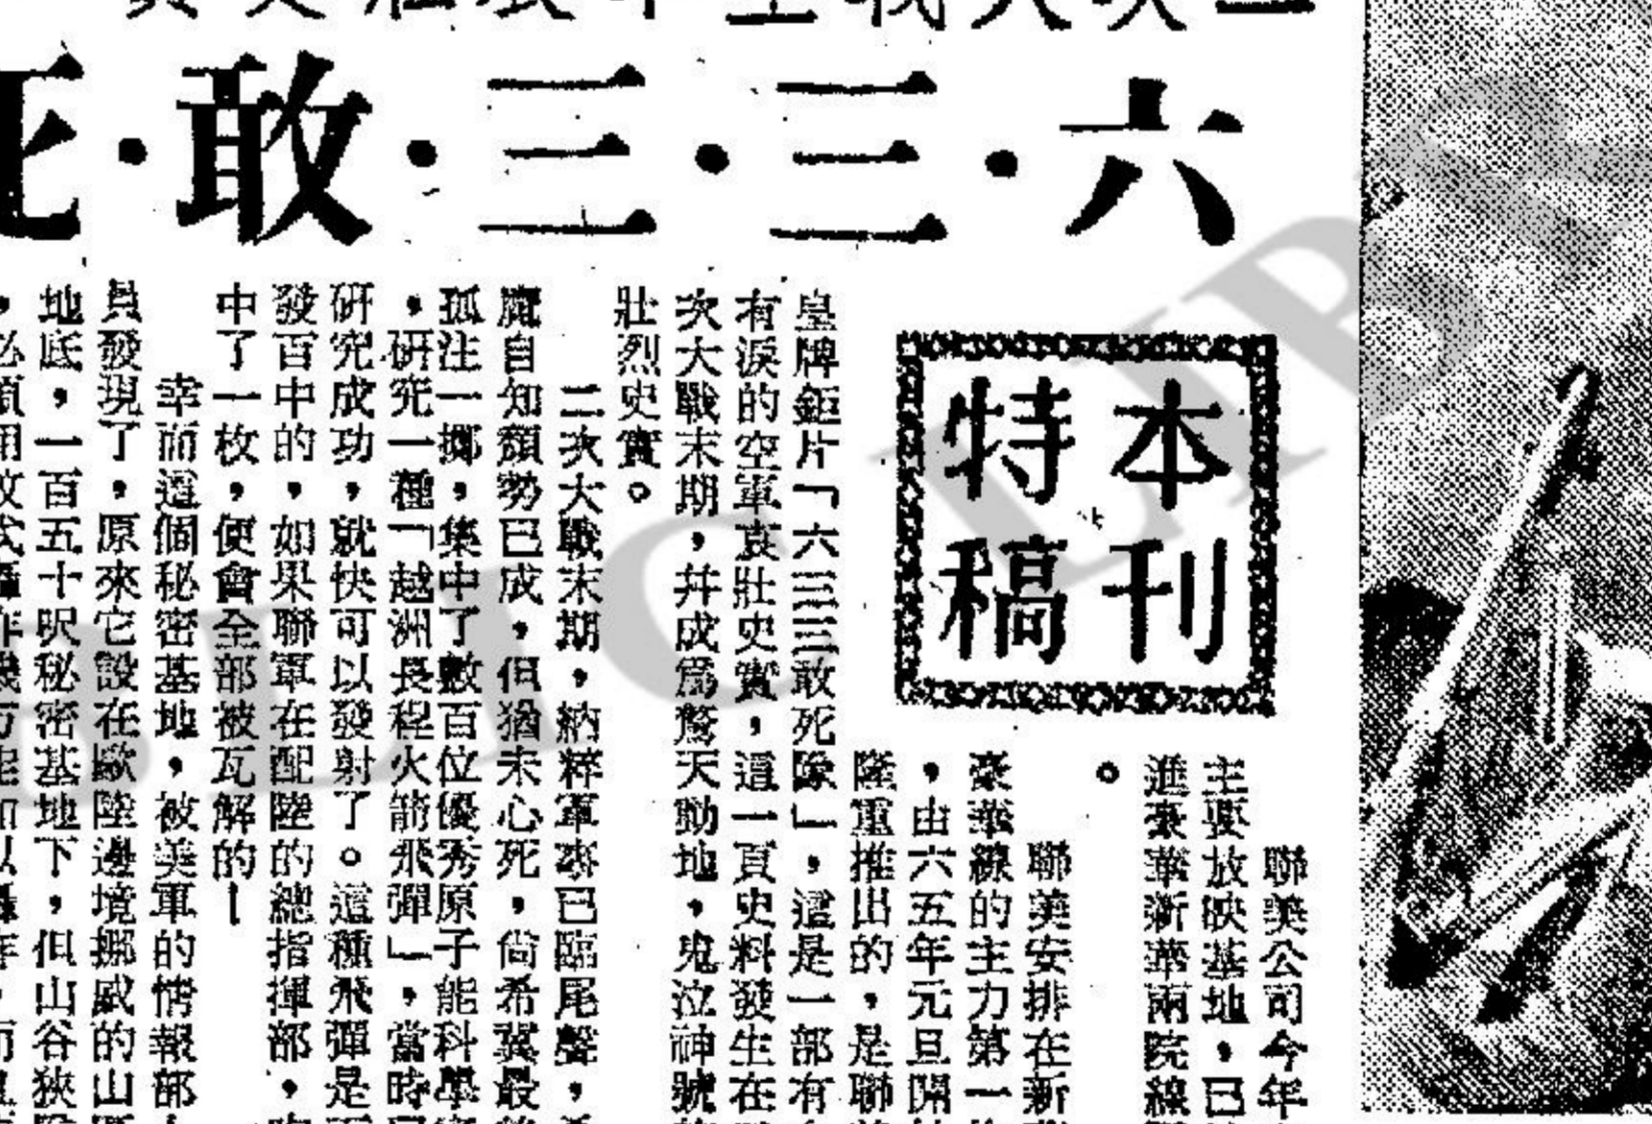 六·三·三·敢·死
本刊
特稿
聯美公司今年
主要放映基地，已
進豪華新華兩院線
。
聯美安排在新
豪華線的主力第一
，由六五年元旦開
隆重推出的，是聯
皇牌鉅片「六三三敢死隊」，這是一部有
有淚的空軍哀壯史實，這一頁史料發生在
次大戰末期，幷成爲驚天動地，鬼泣神號
壯烈史實。
二次大戰末期，納粹軍專已臨尾聲，
魔自知頹勢已成，但猶未心死，尙希冀最
孤注一擲，集中了數百位優秀原子能科學
，研究一種「越洲長程火箭飛彈」，當時
研究成功，就快可以發射了。這種飛彈是
發百中的，如果聯軍在配陸的總指揮部，
中了一枚，便會全部被瓦解的！
幸而這個秘密基地，被美軍的情報部
員發現了，原來它設在歐陸邊境挪威的山
地底，一百五十呎秘密基地下，但山谷狹